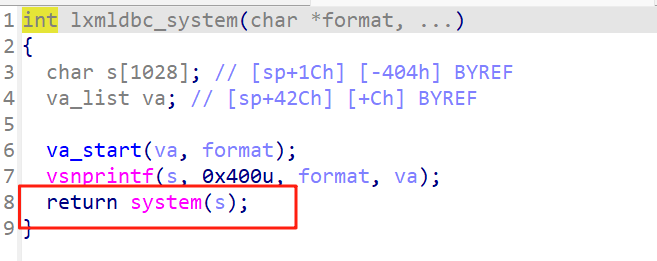 1 int lxmldbc_system(char *format, ...)
2 {
3 char s[1028]; // [sp+1Ch] [-404h] BYREF
4 va_list va; // [sp+42Ch] [+Ch] BYREF
5
6 va_start(va, format);
7 vsnprintf(s, 0x400u, format, va);
8 return system(s);
9 }